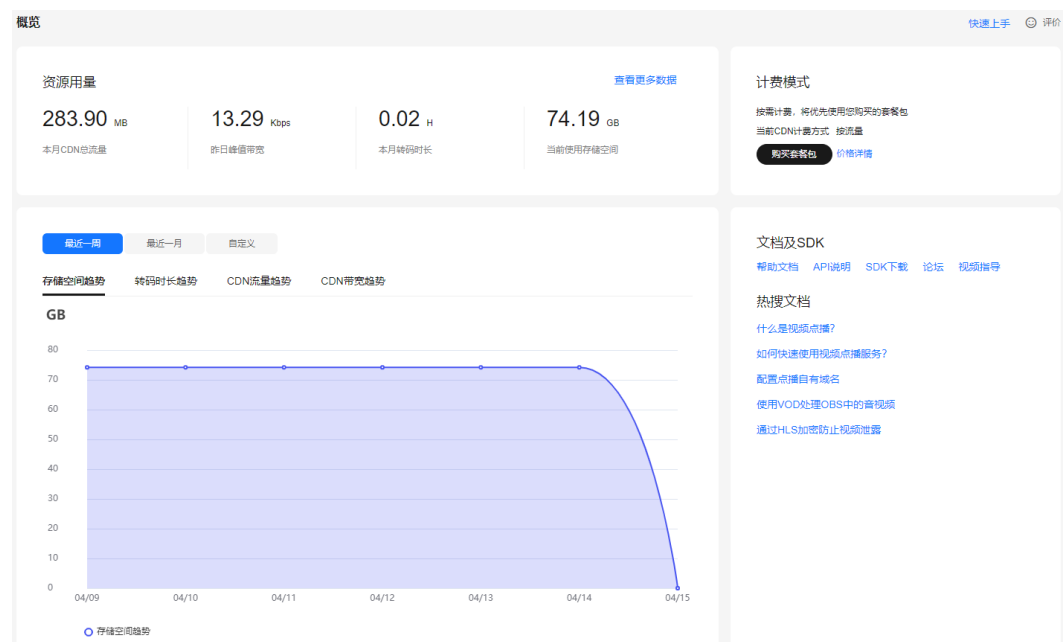 概览
快速上手 评价
资源用量 查看更多数据
283.90 MB 13.29 Kbps 0.02 H 74.19 GB
本月CDN总流量 昨日峰值带宽 本月转码时长 当前使用存储空间
计费模式
按需计费，将优先使用您购买的套餐包
当前CDN计费方式 按流量
购买套餐包 价格详情
最近一周 最近一月 自定义
存储空间趋势 转码时长趋势 CDN流量趋势 CDN带宽趋势
GB
80
70
60
50
40
30
20
10
0
04/09 04/10 04/11 04/12 04/13 04/14 04/15
存储空间趋势
文档及SDK
帮助文档 API说明 SDK下载 论坛 视频指导
热搜文档
什么是视频点播?
如何快速使用视频点播服务?
配置点播自有域名
使用VOD处理OBS中的音视频
通过HLS加密防止视频泄露